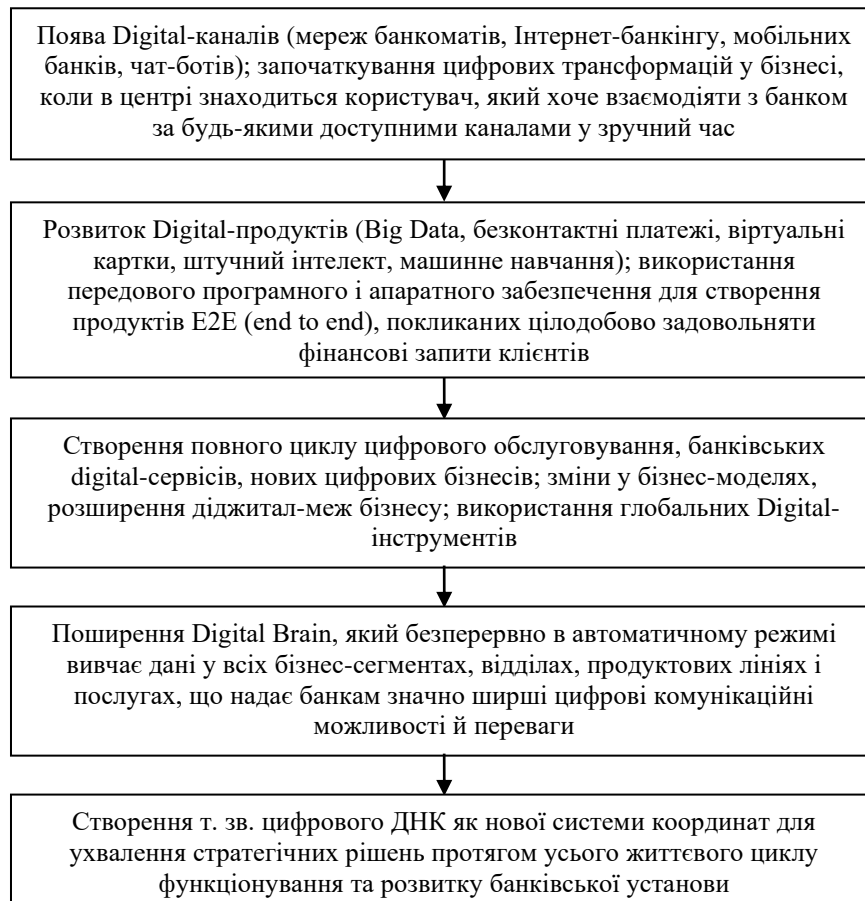 Поява Digital-каналів (мереж банкоматів, Інтернет-банкінгу, мобільних
банків, чат-ботів); започаткування цифрових трансформацій у бізнесі,
коли в центрі знаходиться користувач, який хоче взаємодіяти з банком
за будь-якими доступними каналами у зручний час
Розвиток Digital-продуктів (Big Data, безконтактні платежі, віртуальні
картки, штучний інтелект, машинне навчання); використання
передового програмного і апаратного забезпечення для створення
продуктів E2E (end to end), покликаних цілодобово задовольняти
фінансові запити клієнтів
Створення повного циклу цифрового обслуговування, банківських
digital-сервісів, нових цифрових бізнесів; зміни у бізнес-моделях,
розширення діджитал-меж бізнесу; використання глобальних Digital-
інструментів
Поширення Digital Brain, який безперервно в автоматичному режимі
вивчає дані у всіх бізнес-сегментах, відділах, продуктових лініях і
послугах, що надає банкам значно ширші цифрові комунікаційні
можливості й переваги
Створення т. зв. цифрового ДНК як нової системи координат для
ухвалення стратегічних рішень протягом усього життєвого циклу
функціонування та розвитку банківської установи